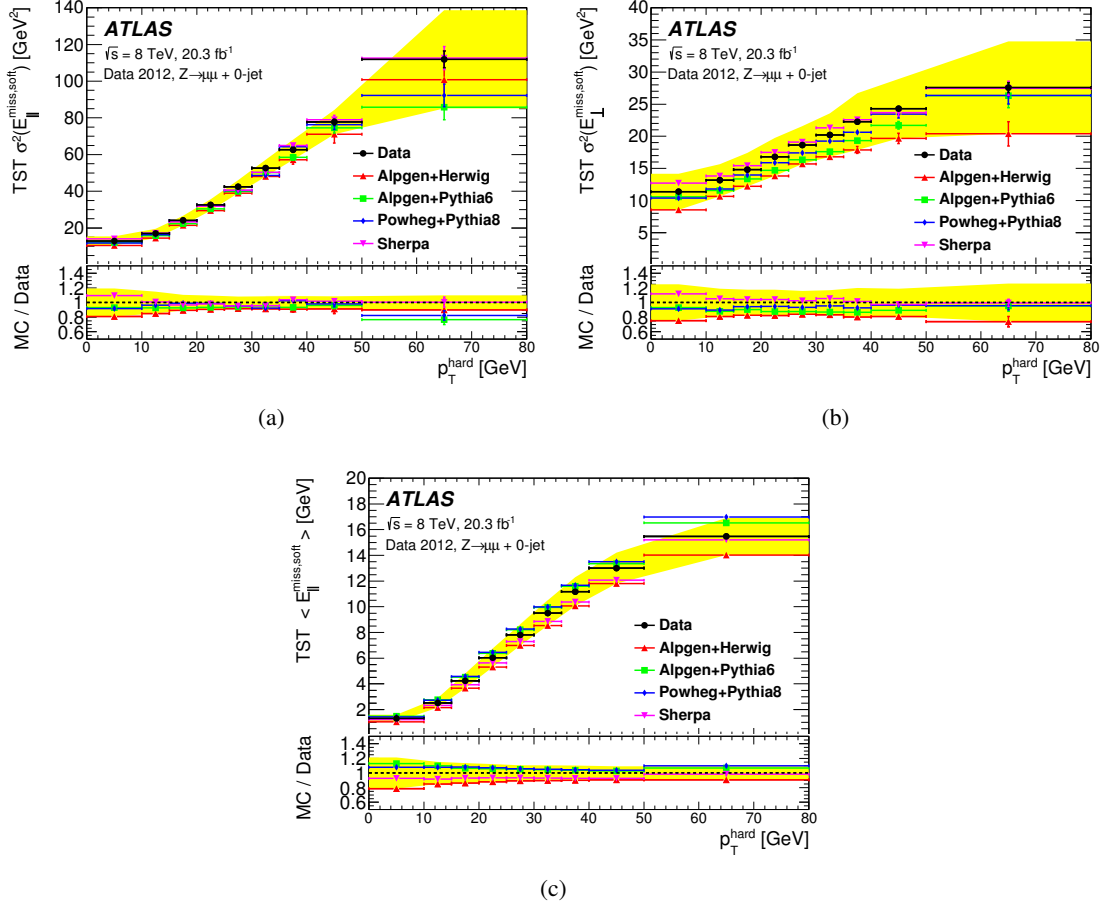 TST σ²(E∥^miss,soft) [GeV²]
140
120
100
80
60
40
20
ATLAS
√s = 8 TeV, 20.3 fb⁻¹
Data 2012, Z→μμ + 0-jet
Data
Alpgen+Herwig
Alpgen+Pythia6
Powheg+Pythia8
Sherpa
MC / Data
1.4
1.2
1
0.8
0.6
0 10 20 30 40 50 60 70 80
p_T^hard [GeV]
(a)
TST σ²(E⊥^miss,soft) [GeV²]
40
35
30
25
20
15
10
5
ATLAS
√s = 8 TeV, 20.3 fb⁻¹
Data 2012, Z→μμ + 0-jet
Data
Alpgen+Herwig
Alpgen+Pythia6
Powheg+Pythia8
Sherpa
MC / Data
1.4
1.2
1
0.8
0.6
0 10 20 30 40 50 60 70 80
p_T^hard [GeV]
(b)
TST < E∥^miss,soft > [GeV]
20
18
16
14
12
10
8
6
4
2
ATLAS
√s = 8 TeV, 20.3 fb⁻¹
Data 2012, Z→μμ + 0-jet
Data
Alpgen+Herwig
Alpgen+Pythia6
Powheg+Pythia8
Sherpa
MC / Data
1.4
1.2
1
0.8
0.6
0 10 20 30 40 50 60 70 80
p_T^hard [GeV]
(c)